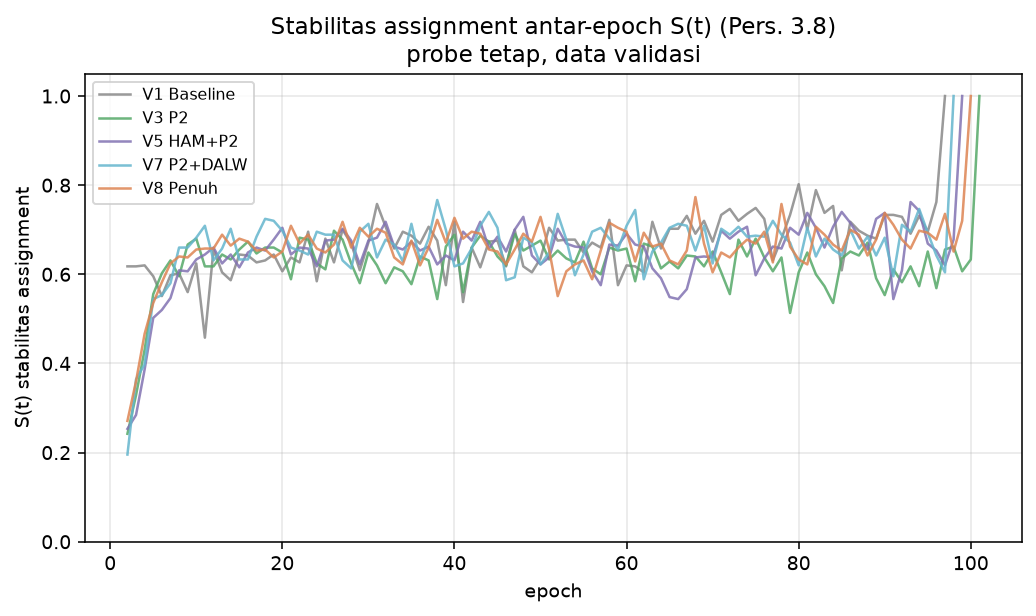 Stabilitas assignment antar-epoch S(t) (Pers. 3.8)
probe tetap, data validasi
V1 Baseline
V3 P2
V5 HAM+P2
V7 P2+DALW
V8 Penuh
S(t) stabilitas assignment
1.0
0.8
0.6
0.4
0.2
0.0
0 20 40 60 80 100
epoch